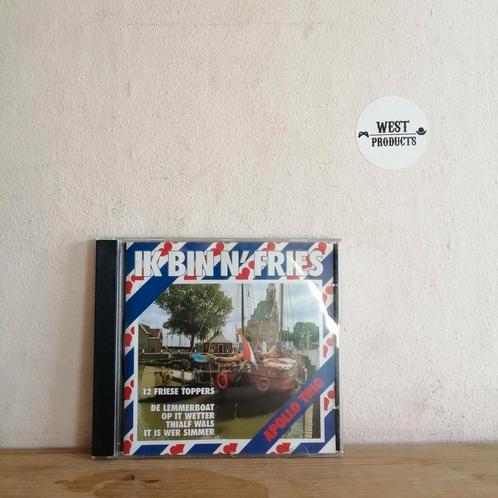 WEST
PRODUCTS
IK BIN N' FRIES
12 FRIESE TOPPERS
DE LEMMERBOAT
OP IT WETTER
THIALF WALS
IT IS WER SIMMER
APOLLO TRIO